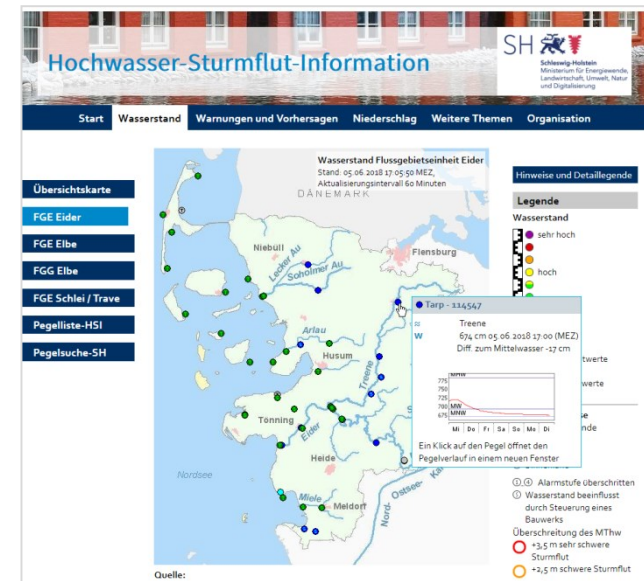 Hochwasser-Sturmflut-Information
SH
Schleswig-Holstein
Ministerium für Energiewende,
Landwirtschaft, Umwelt, Natur
und Digitalisierung
Start Wasserstand Warnungen und Vorhersagen Niederschlag Weitere Themen Organisation
Übersichtskarte
FGE Eider
FGE Elbe
FGG Elbe
FGE Schlei / Trave
Pegelliste-HSI
Pegelsuche-SH
Wasserstand Flussgebietseinheit Eider
Stand: 05.06.2018 17:05:50 MEZ,
Aktualisierungsintervall 60 Minuten
DÄNEMARK
Niebüll
Flensburg
Lecker Au
Soholmer Au
Arlau
Husum
Treene
Tönning
Eider
Heide
Nordsee
Miele
Meldorf
Nord-
Ostsee-
Tarp - 114547
Treene
W 674 cm 05.06.2018 17:00 (MEZ)
Diff. zum Mittelwasser -17 cm
MHW
775
750
725
700
675
MW
MNW
Mi Do Fr Sa So Mo Di
Ein Klick auf den Pegel öffnet den
Pegelverlauf in einem neuen Fenster
Hinweise und Detaillegende
Legende
Wasserstand
sehr hoch
hoch
twerte
werte
se
nde
①,④ Alarmstufe überschritten
① Wasserstand beeinflusst
durch Steuerung eines
Bauwerks
Überschreitung des MThw
+3,5 m sehr schwere
Sturmflut
+2,5 m schwere Sturmflut
Quelle: